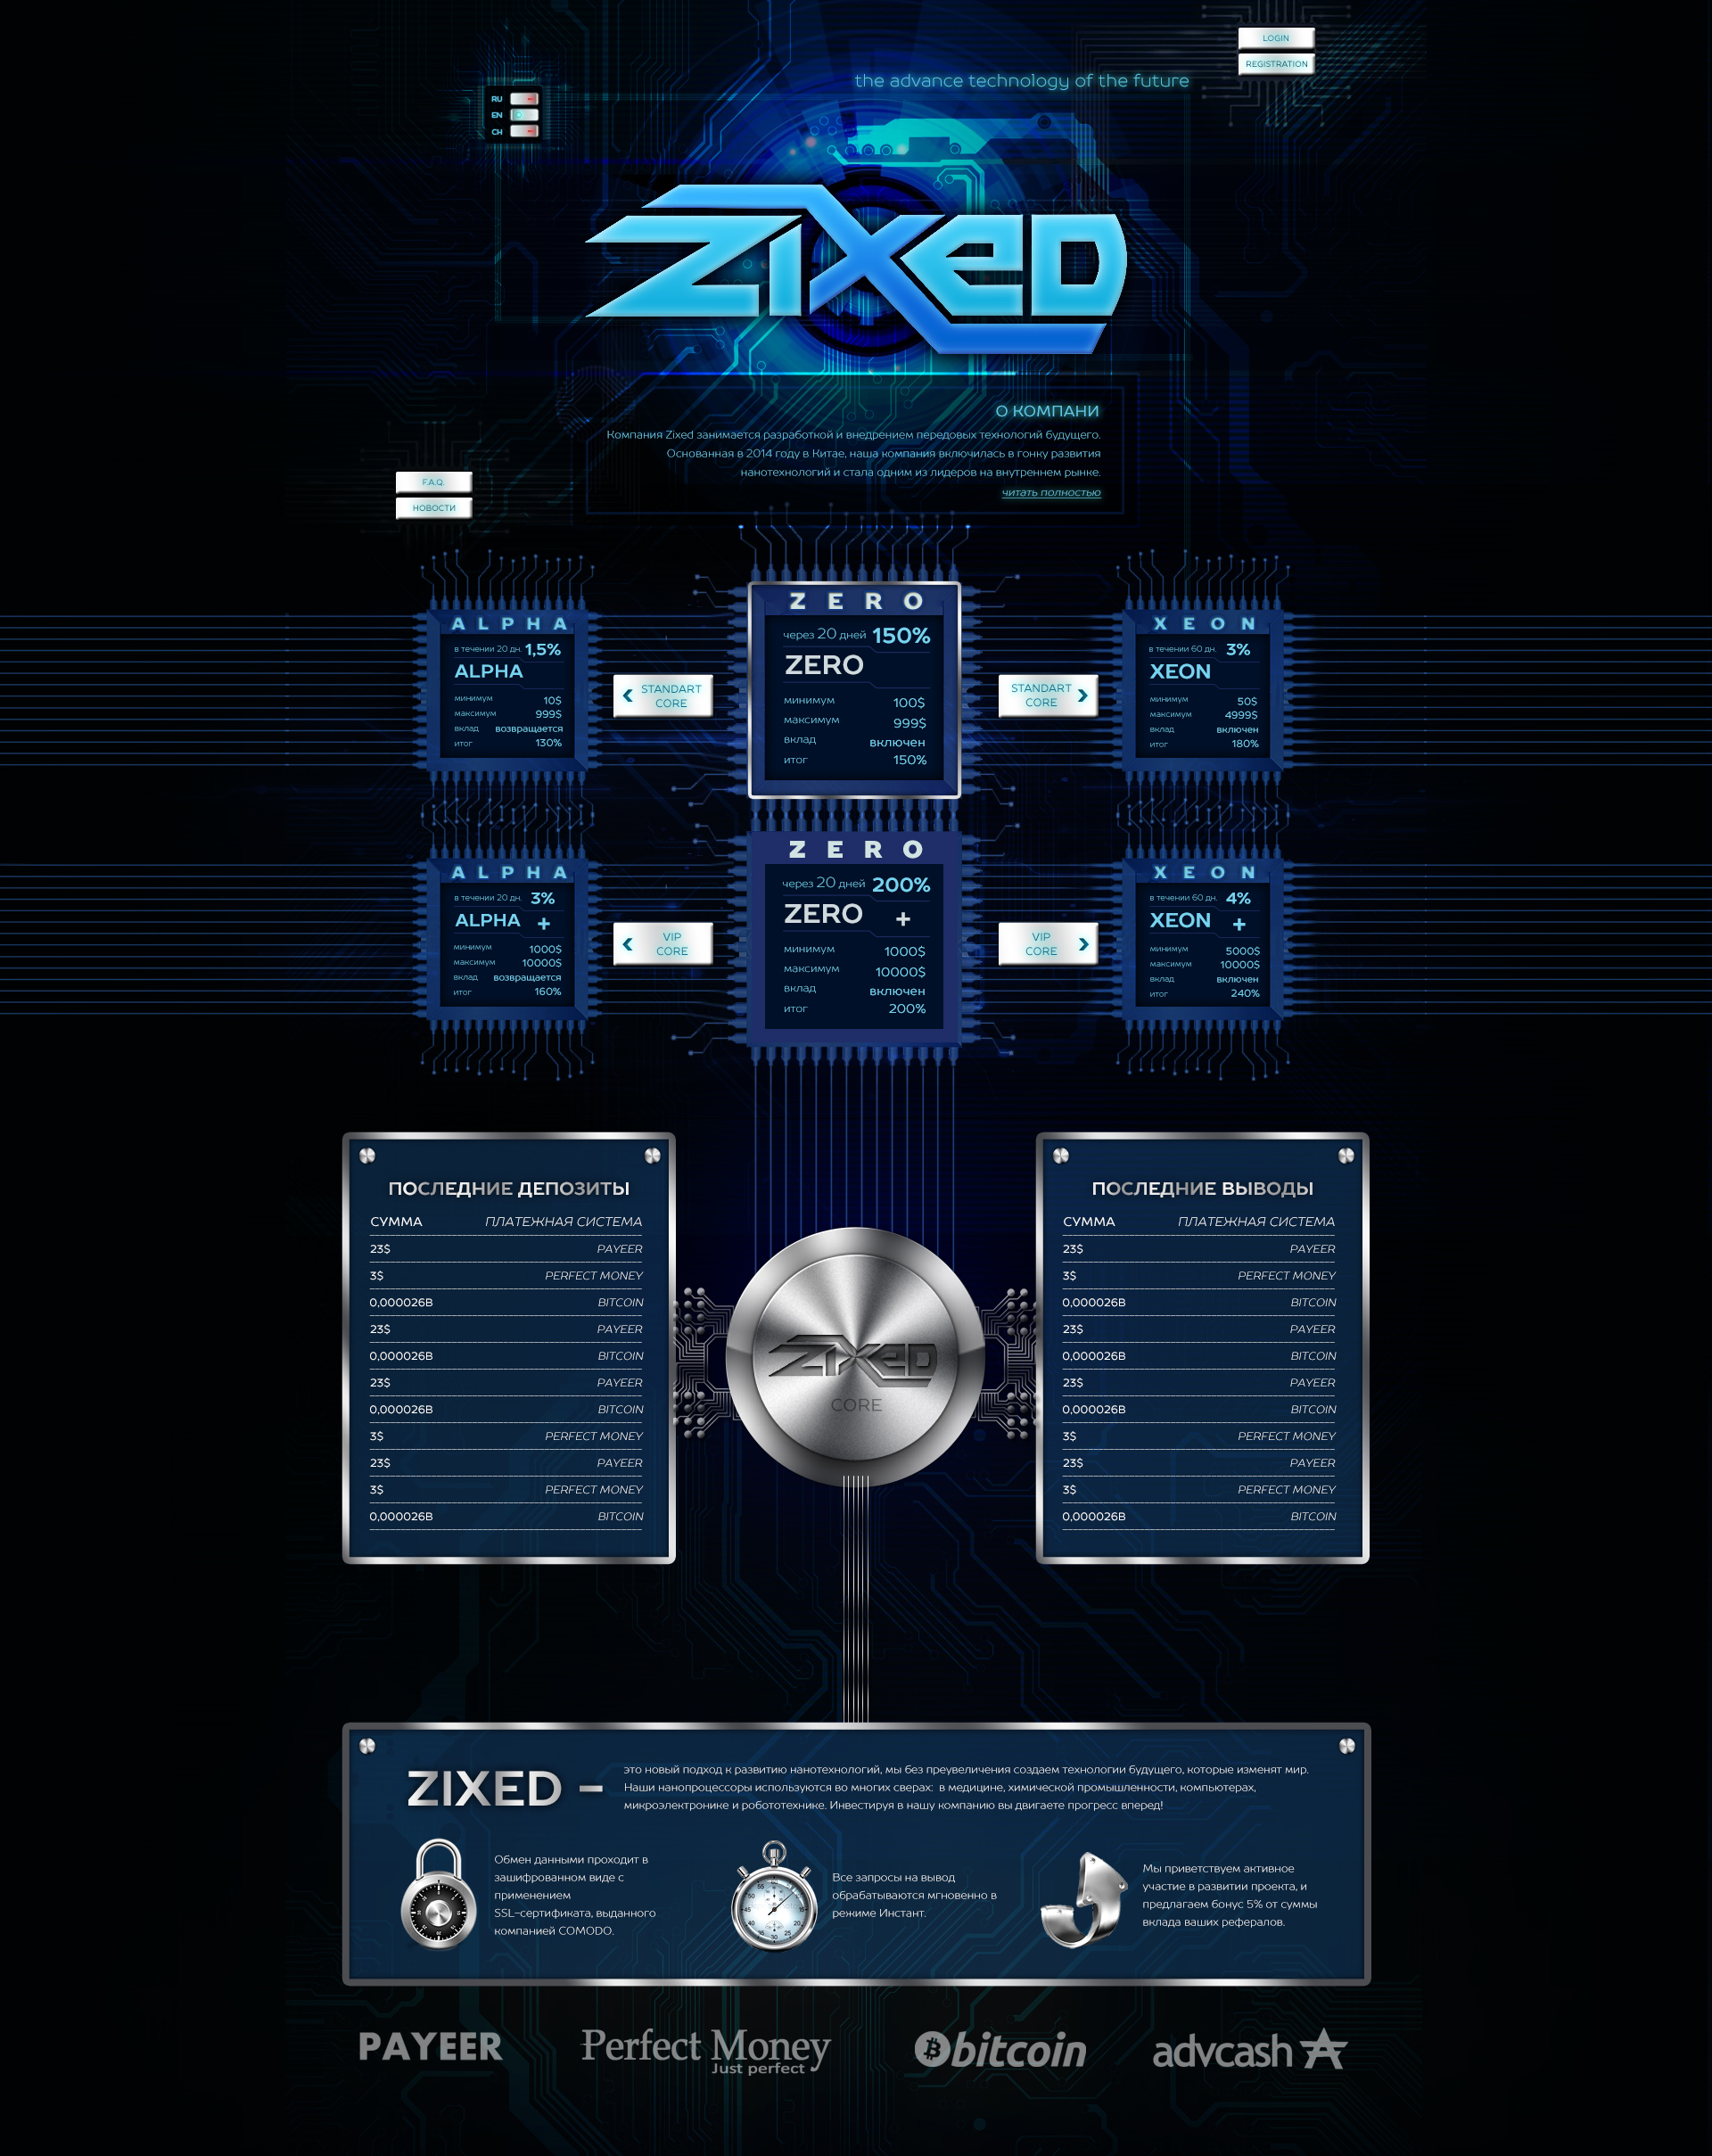 LOGIN
REGISTRATION
the advance technology of the future
RU
EN
CH
ZIXED
О КОМПАНИ
Компания Zixed занимается разработкой и внедрением передовых технологий будущего.
Основанная в 2014 году в Китае, наша компания включилась в гонку развития
нанотехнологий и стала одним из лидеров на внутреннем рынке.
читать полностью
F.A.Q.
НОВОСТИ
ALPHA
в течении 20 дн. 1,5%
ALPHA
минимум 10$
максимум 999$
вклад возвращается
итог 130%
STANDART
CORE
ZERO
через 20 дней 150%
ZERO
минимум 100$
максимум 999$
вклад включен
итог 150%
STANDART
CORE
XEON
в течении 60 дн. 3%
XEON
минимум 50$
максимум 4999$
вклад включен
итог 180%
ALPHA
в течении 20 дн. 3%
ALPHA +
минимум 1000$
максимум 10000$
вклад возвращается
итог 160%
VIP
CORE
ZERO
через 20 дней 200%
ZERO +
минимум 1000$
максимум 10000$
вклад включен
итог 200%
VIP
CORE
XEON
в течении 60 дн. 4%
XEON +
минимум 5000$
максимум 10000$
вклад включен
итог 240%
ПОСЛЕДНИЕ ДЕПОЗИТЫ
СУММА ПЛАТЕЖНАЯ СИСТЕМА
23$ PAYEER
3$ PERFECT MONEY
0,000026B BITCOIN
23$ PAYEER
0,000026B BITCOIN
23$ PAYEER
0,000026B BITCOIN
3$ PERFECT MONEY
23$ PAYEER
3$ PERFECT MONEY
0,000026B BITCOIN
ZIXED
CORE
ПОСЛЕДНИЕ ВЫВОДЫ
СУММА ПЛАТЕЖНАЯ СИСТЕМА
23$ PAYEER
3$ PERFECT MONEY
0,000026B BITCOIN
23$ PAYEER
0,000026B BITCOIN
23$ PAYEER
0,000026B BITCOIN
3$ PERFECT MONEY
23$ PAYEER
3$ PERFECT MONEY
0,000026B BITCOIN
ZIXED –
это новый подход к развитию нанотехнологий, мы без преувеличения создаем технологии будущего, которые изменят мир.
Наши нанопроцессоры используются во многих сверах: в медицине, химической промышленности, компьютерах,
микроэлектронике и робототехнике. Инвестируя в нашу компанию вы двигаете прогресс вперед!
Обмен данными проходит в
зашифрованном виде с
применением
SSL-сертификата, выданного
компанией COMODO.
Все запросы на вывод
обрабатываются мгновенно в
режиме Инстант.
Мы приветствуем активное
участие в развитии проекта, и
предлагаем бонус 5% от суммы
вклада ваших рефералов.
PAYEER
Perfect Money
Just perfect
bitcoin
advcash